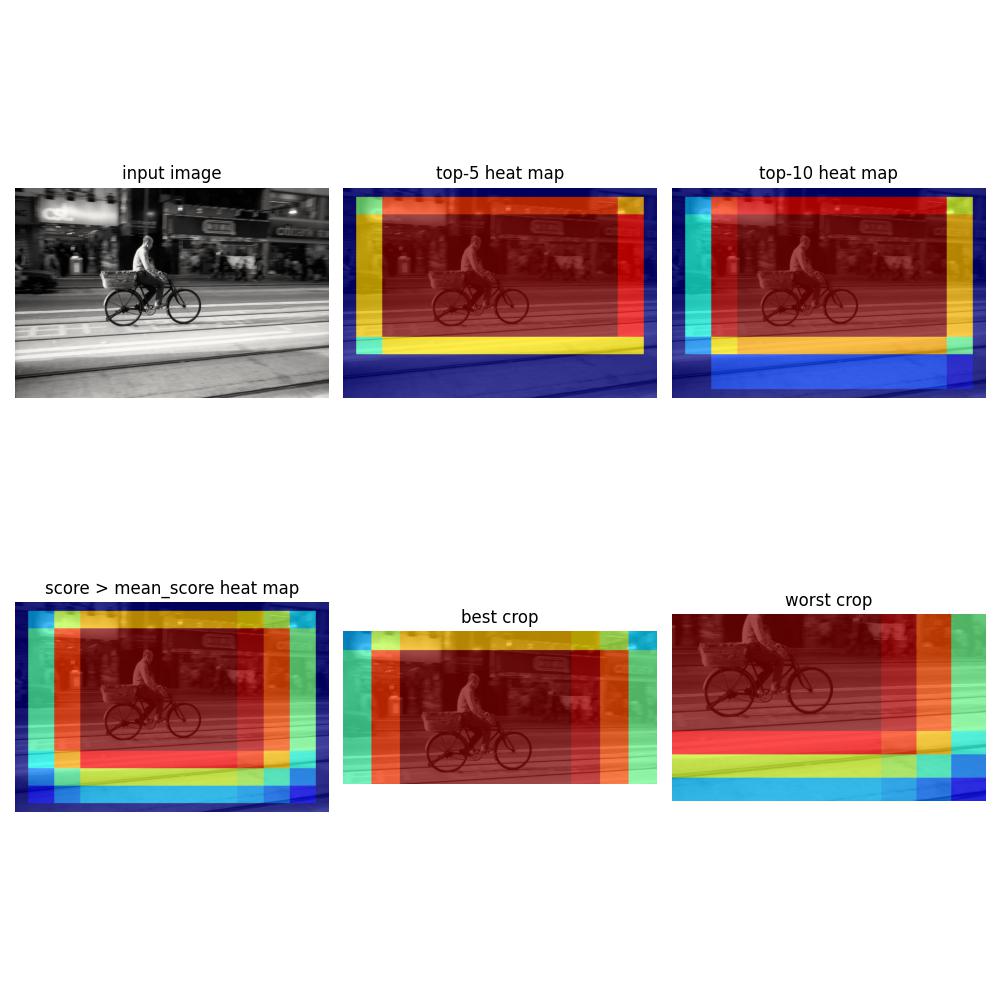 input image
top-5 heat map
top-10 heat map
score > mean_score heat map
best crop
worst crop